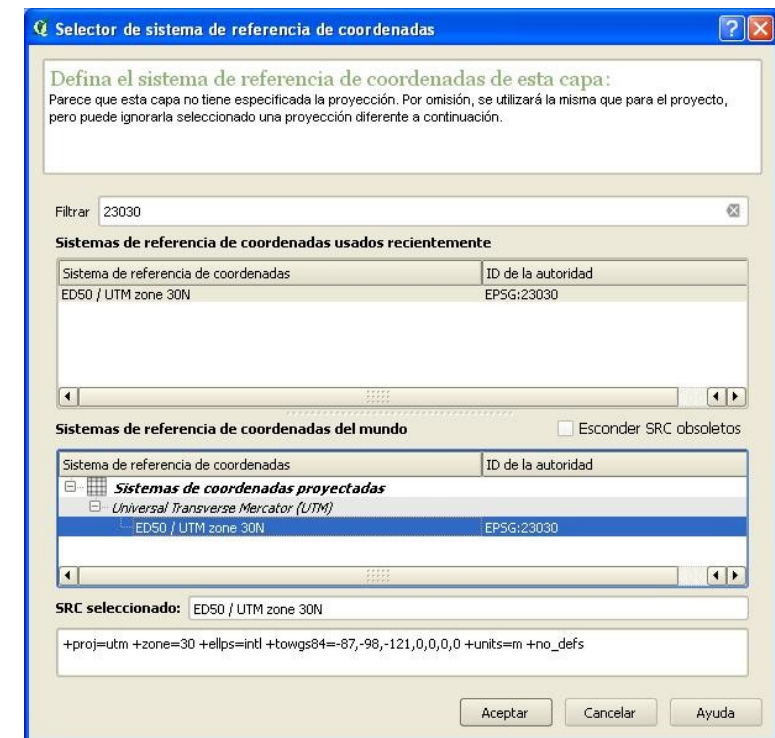 Selector de sistema de referencia de coordenadas
Defina el sistema de referencia de coordenadas de esta capa:
Parece que esta capa no tiene especificada la proyección. Por omisión, se utilizará la misma que para el proyecto,
pero puede ignorarla seleccionado una proyección diferente a continuación.
Filtrar 23030
Sistemas de referencia de coordenadas usados recientemente
Sistema de referencia de coordenadas ID de la autoridad
ED50 / UTM zone 30N EPSG:23030
Sistemas de referencia de coordenadas del mundo Esconder SRC obsoletos
Sistema de referencia de coordenadas ID de la autoridad
Sistemas de coordenadas proyectadas
Universal Transverse Mercator (UTM)
ED50 / UTM zone 30N EPSG:23030
SRC seleccionado: ED50 / UTM zone 30N
+proj=utm +zone=30 +ellps=intl +towgs84=-87,-98,-121,0,0,0,0 +units=m +no_defs
Aceptar Cancelar Ayuda